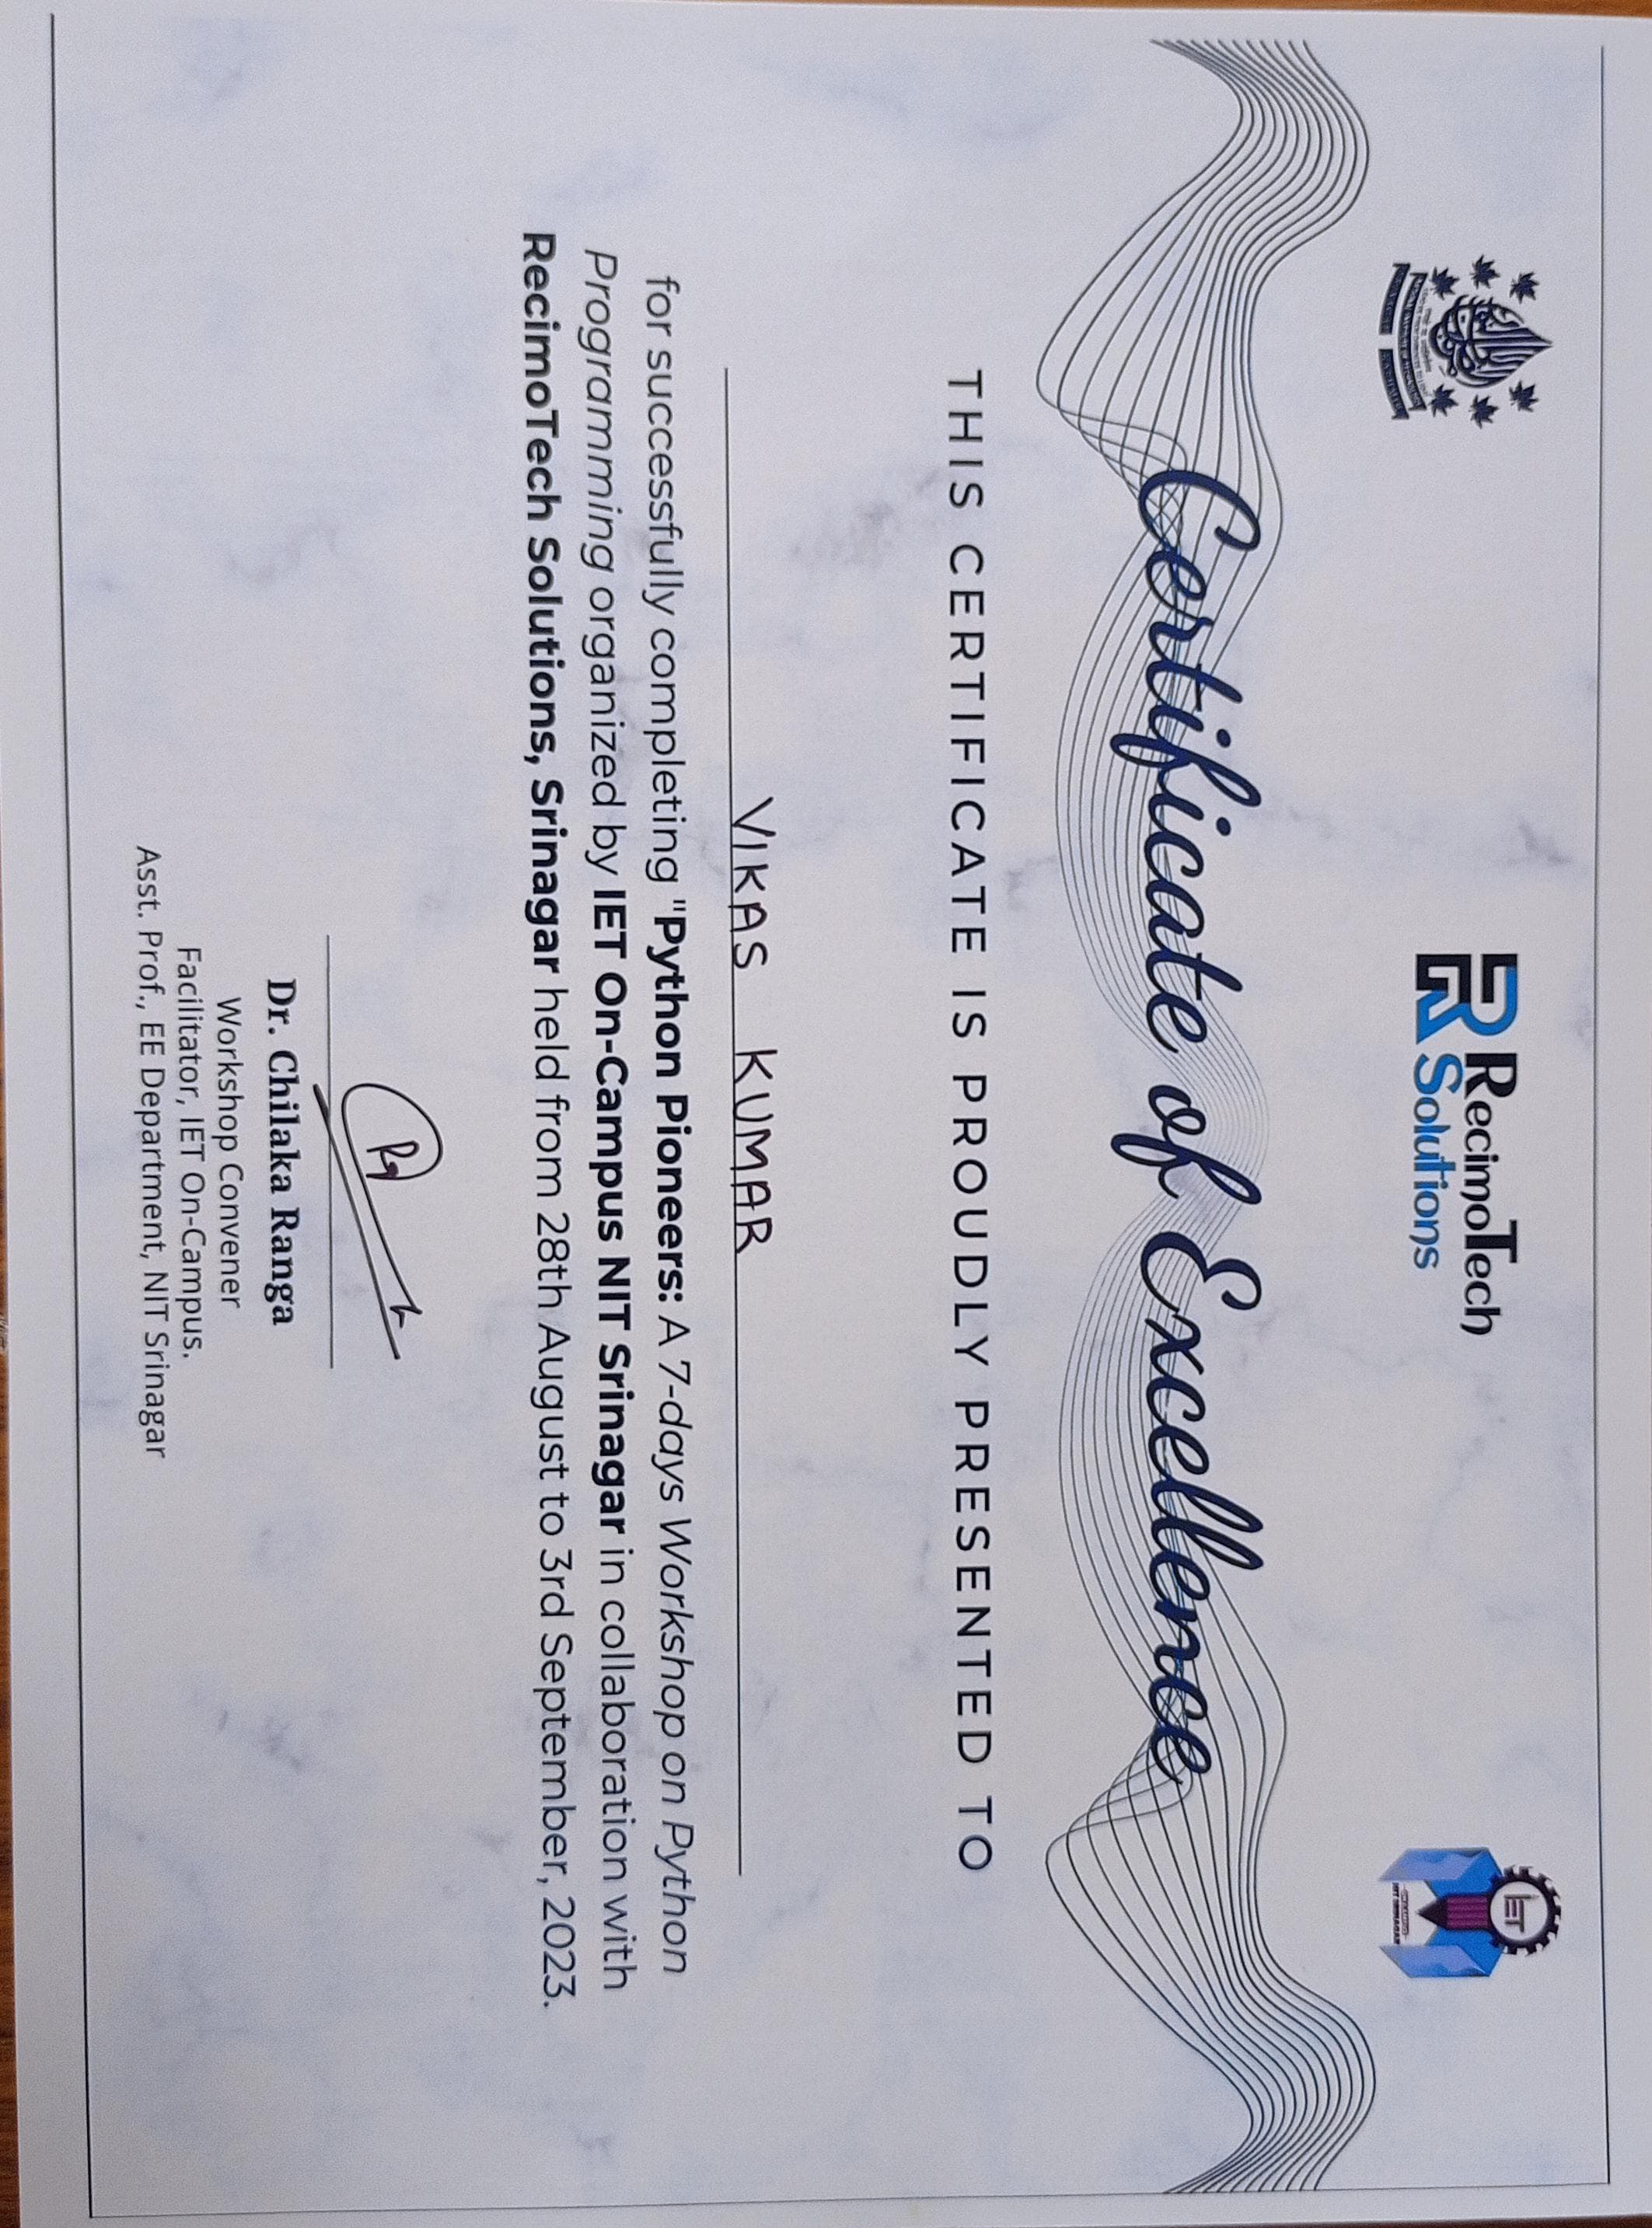 RecimoTech
Solutions
IET
Certificate of Excellence
THIS CERTIFICATE IS PROUDLY PRESENTED TO
VIKAS KUMAR
for successfully completing "Python Pioneers: A 7-days Workshop on Python
Programming organized by IET On-Campus NIT Srinagar in collaboration with
RecimoTech Solutions, Srinagar held from 28th August to 3rd September, 2023.
Dr. Chilaka Ranga
Workshop Convener
Facilitator, IET On-Campus.
Asst. Prof., EE Department, NIT Srinagar